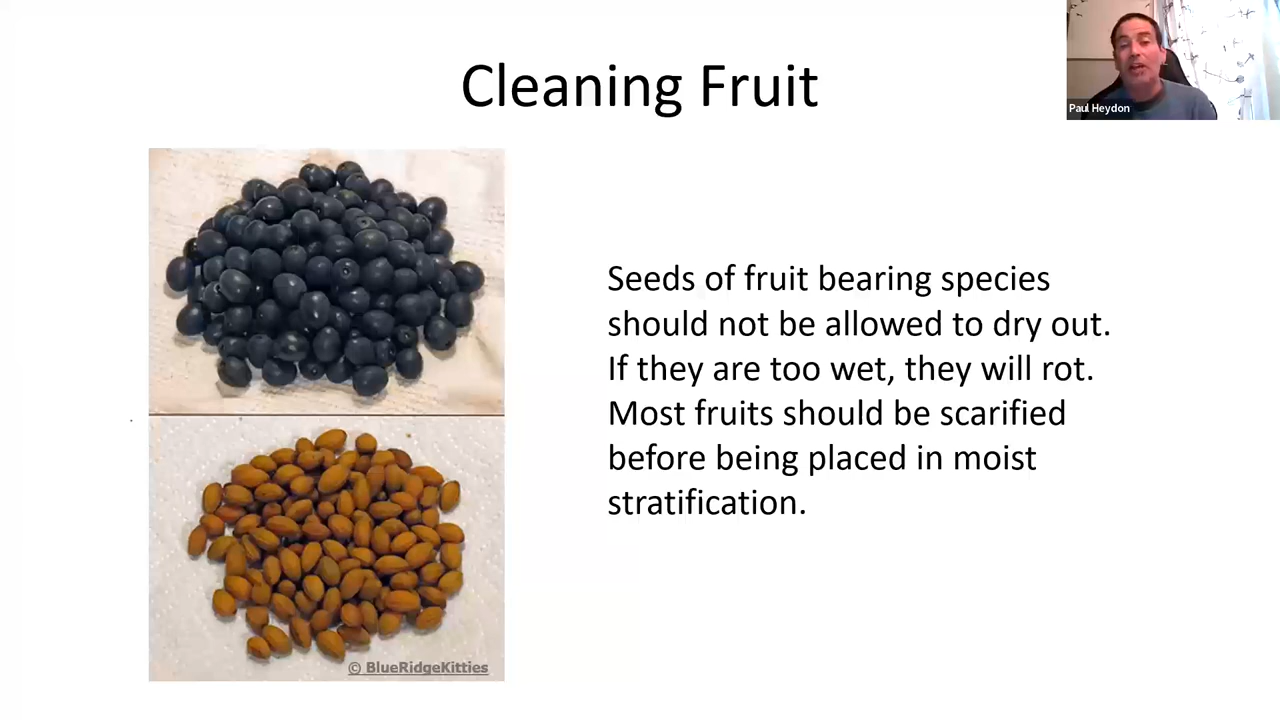 Cleaning Fruit
Paul Heydon
Seeds of fruit bearing species
should not be allowed to dry out.
If they are too wet, they will rot.
Most fruits should be scarified
before being placed in moist
stratification.
© BlueRidgeKitties